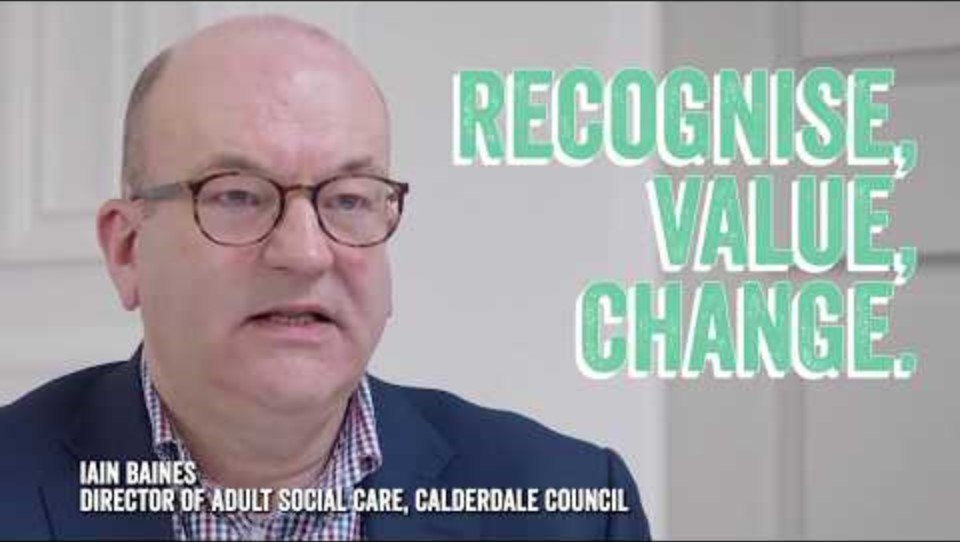 RECOGNISE,
VALUE,
CHANGE.
IAIN BAINES
DIRECTOR OF ADULT SOCIAL CARE, CALDERDALE COUNCIL